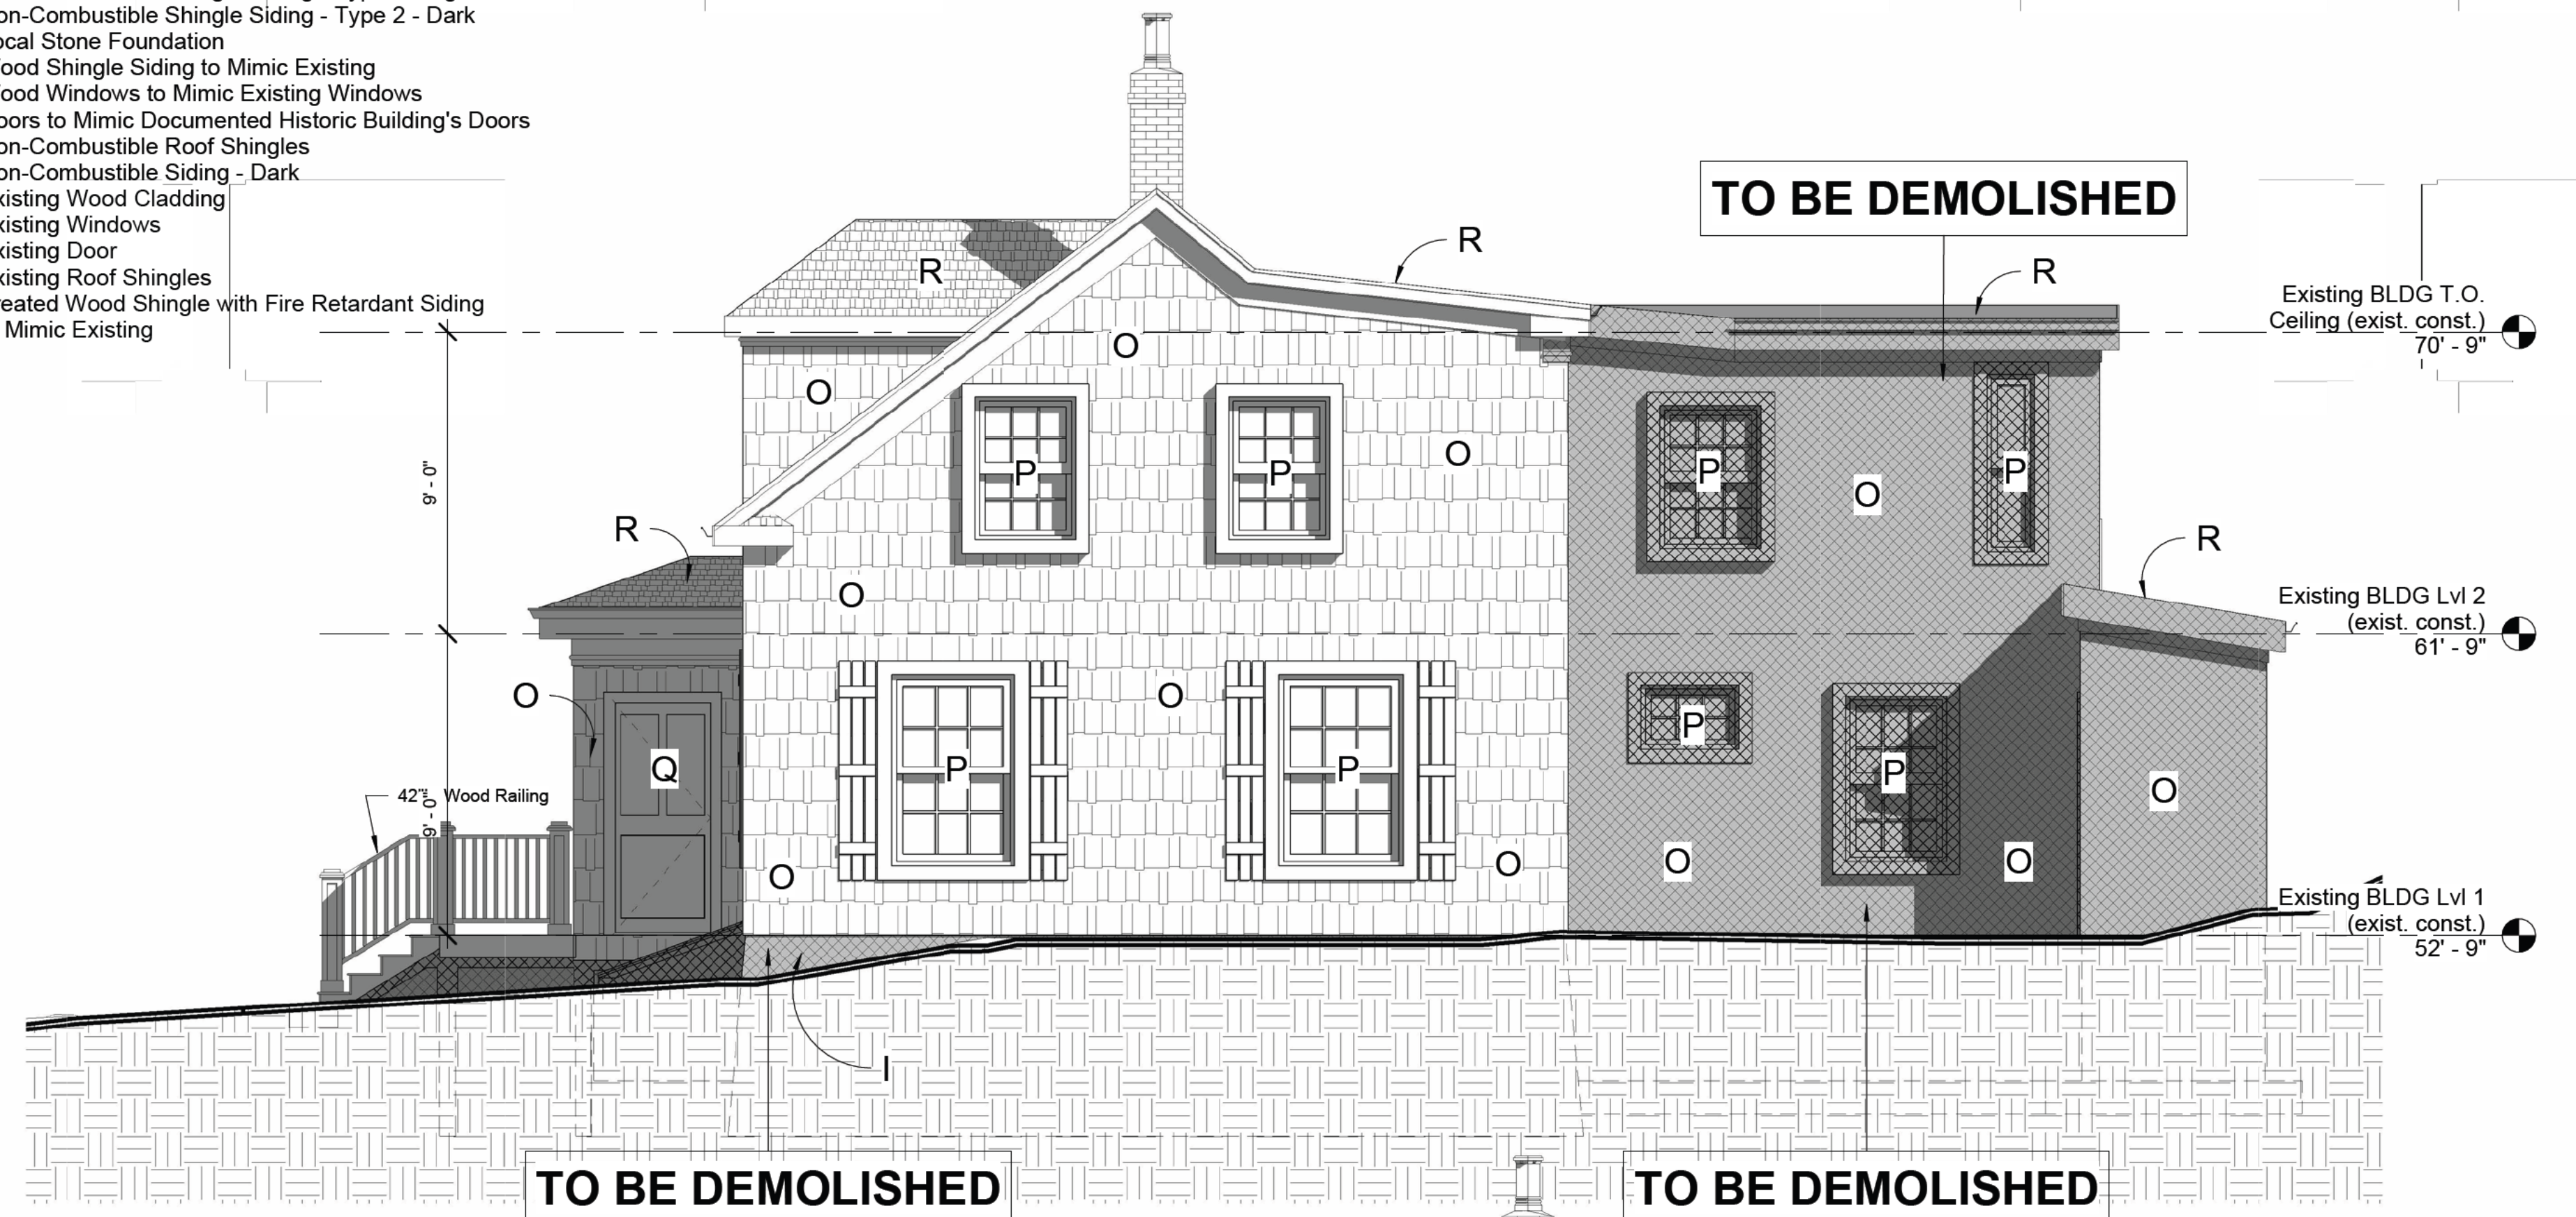 on-Combustible Shingle Siding - Type 2 - Dark
ocal Stone Foundation
ood Shingle Siding to Mimic Existing
ood Windows to Mimic Existing Windows
oors to Mimic Documented Historic Building's Doors
on-Combustible Roof Shingles
on-Combustible Siding - Dark
xisting Wood Cladding
xisting Windows
xisting Door
xisting Roof Shingles
reated Wood Shingle with Fire Retardant Siding
Mimic Existing
TO BE DEMOLISHED
R
R
R
Existing BLDG T.O.
Ceiling (exist. const.)
70' - 9"
O
O
O
P
P
P
P
O
9' - 0"
R
R
O
Existing BLDG Lvl 2
(exist. const.)
61' - 9"
O
O
P
Q
P
P
P
O
42" Wood Railing
9' - 0"
O
O
O
O
Existing BLDG Lvl 1
(exist. const.)
52' - 9"
I
TO BE DEMOLISHED
TO BE DEMOLISHED